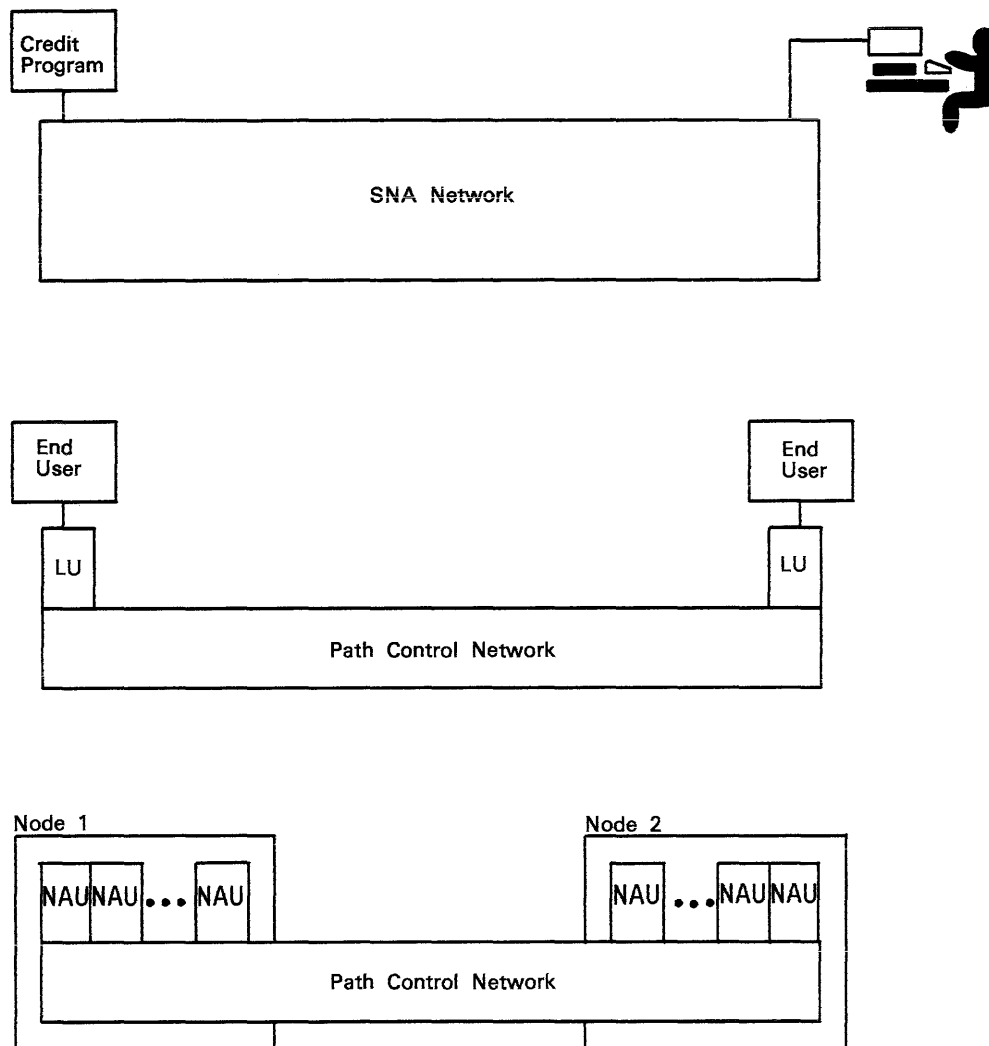 Credit
Program
SNA Network
End
User
End
User
LU
LU
Path Control Network
Node 1
Node 2
NAU NAU ... NAU
NAU ... NAU NAU
Path Control Network